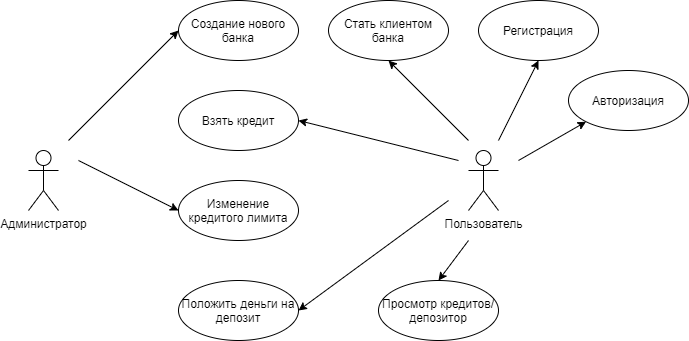 Создание нового
банка
Стать клиентом
банка
Регистрация
Авторизация
Взять кредит
Администратор
Изменение
кредитого лимита
Пользователь
Положить деньги на
депозит
Просмотр кредитов/
депозитор